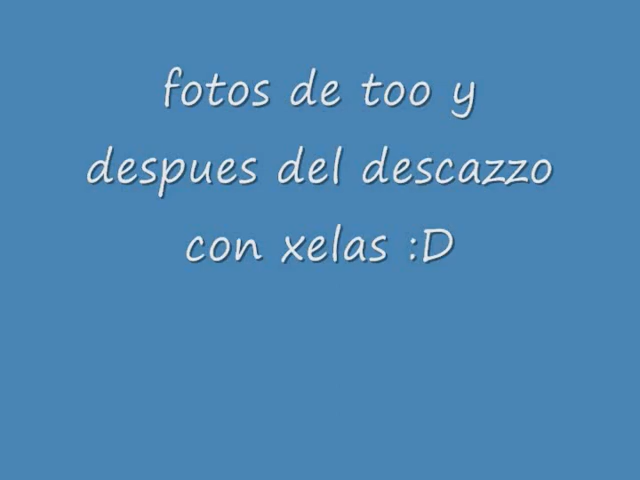 fotos de too y
despues del descazzo
con xelas :D